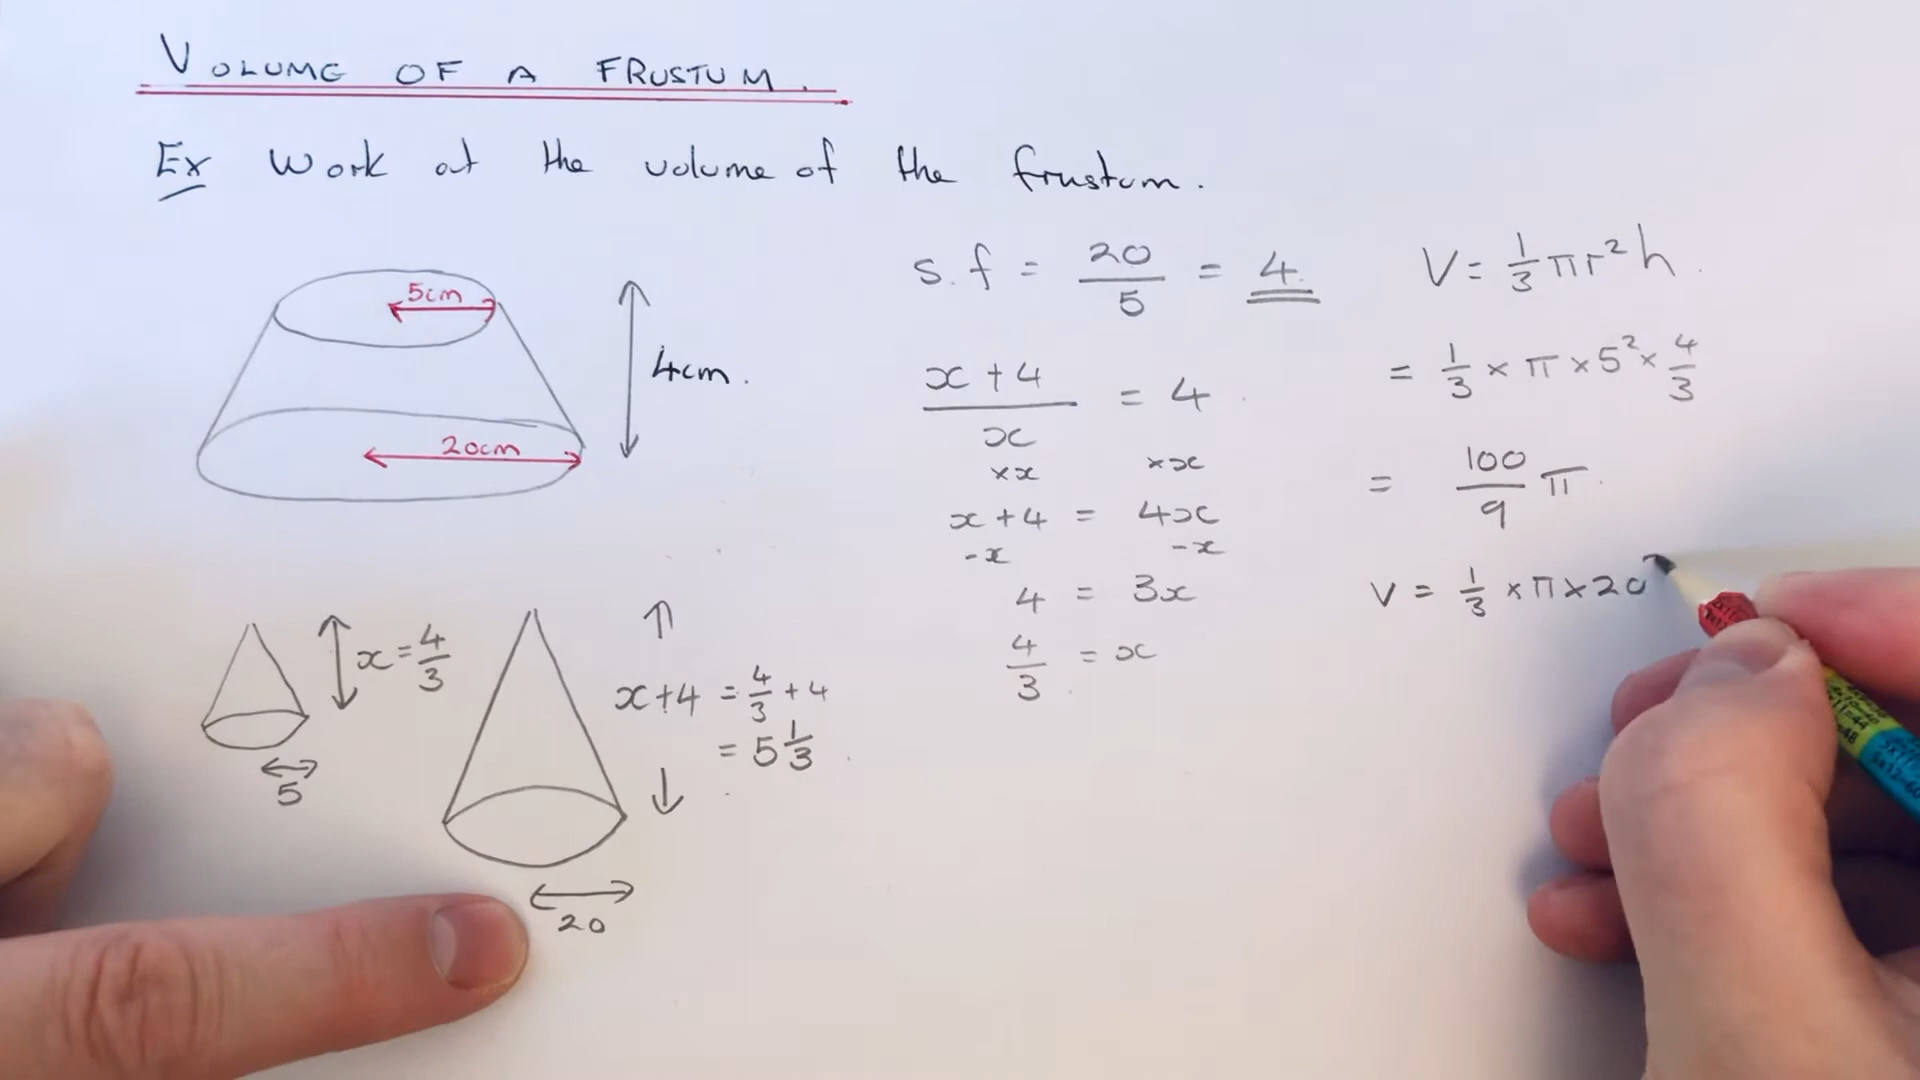 VOLUME OF A FRUSTUM.
Ex Work out the volume of the frustum.
5cm
4cm.
20cm
x = 4/3
5
x+4 = 4/3 + 4
= 5 1/3
20
s.f = 20/5 = 4
x+4/x = 4
×x ×x
x+4 = 4x
-x -x
4 = 3x
4/3 = x
V = 1/3 πr²h
= 1/3 × π × 5² × 4/3
= 100/9 π
V = 1/3 × π × 20